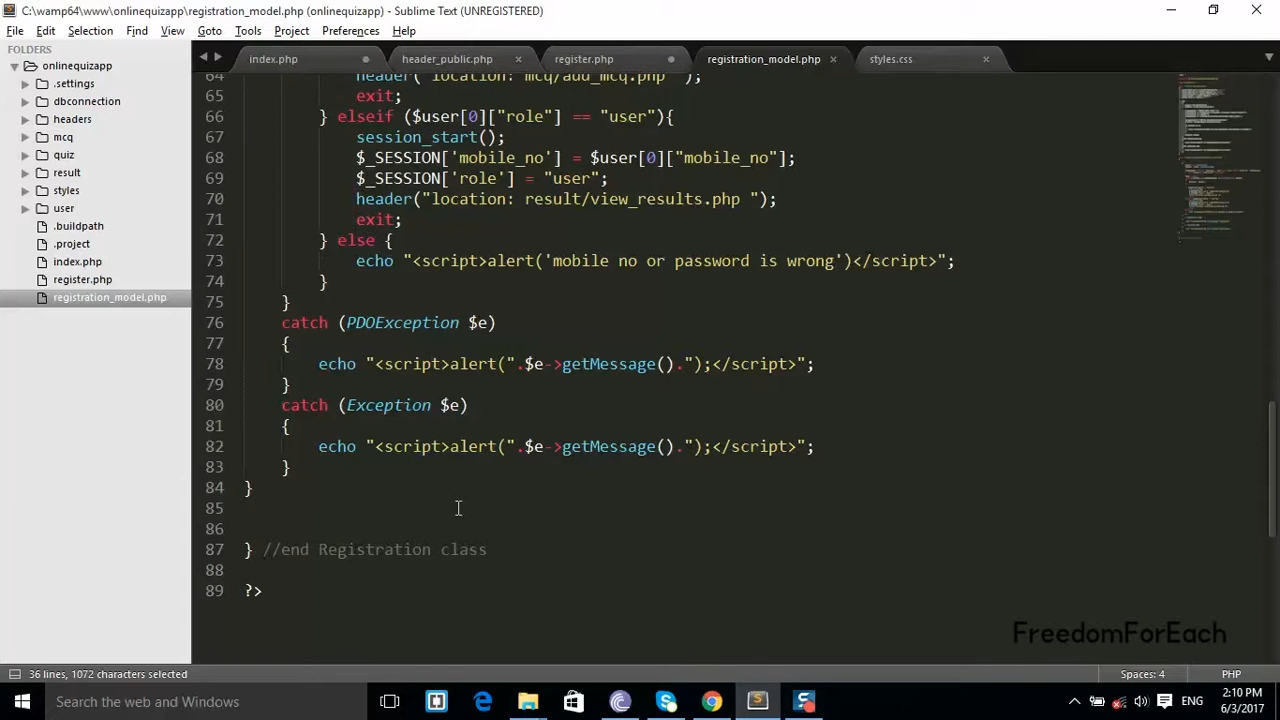 C:\wamp64\www\onlinequizapp\registration_model.php (onlinequizapp) - Sublime Text (UNREGISTERED)
File Edit Selection Find View Goto Tools Project Preferences Help
FOLDERS
onlinequizapp
.settings
dbconnection
headers
mcq
quiz
result
styles
user
.buildpath
.project
index.php
register.php
registration_model.php
index.php header_public.php register.php registration_model.php styles.css
64 header("location: mcq/add_mcq.php ");
65 exit;
66 } elseif ($user[0]["role"] == "user"){
67 session_start();
68 $_SESSION['mobile_no'] = $user[0]["mobile_no"];
69 $_SESSION['role'] = "user";
70 header("location: result/view_results.php ");
71 exit;
72 } else {
73 echo "<script>alert('mobile no or password is wrong')</script>";
74 }
75 }
76 catch (PDOException $e)
77 {
78 echo "<script>alert(".$e->getMessage().");</script>";
79 }
80 catch (Exception $e)
81 {
82 echo "<script>alert(".$e->getMessage().");</script>";
83 }
84 }
85
86
87 } //end Registration class
88
89 ?>
FreedomForEach
36 lines, 1072 characters selected
Spaces: 4 PHP
Search the web and Windows
ENG
2:10 PM
6/3/2017